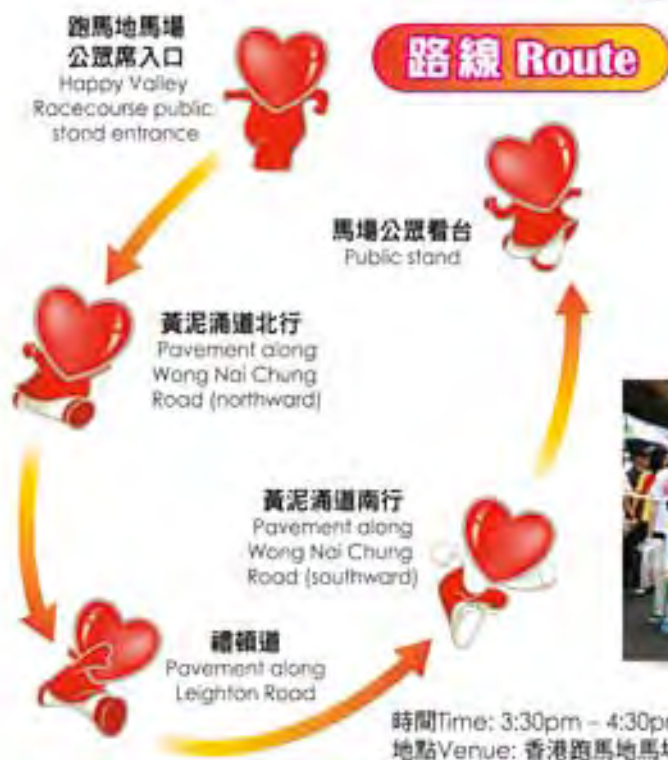 路線 Route
跑馬地馬場
公眾席入口
Happy Valley
Racecourse public
stand entrance
黃泥涌道北行
Pavement along
Wong Nai Chung
Road (northward)
禮頓道
Pavement along
Leighton Road
黃泥涌道南行
Pavement along
Wong Nai Chung
Road (southward)
馬場公眾看台
Public stand
時間Time: 3:30pm – 4:30p
地點Venue: 香港跑馬地馬場